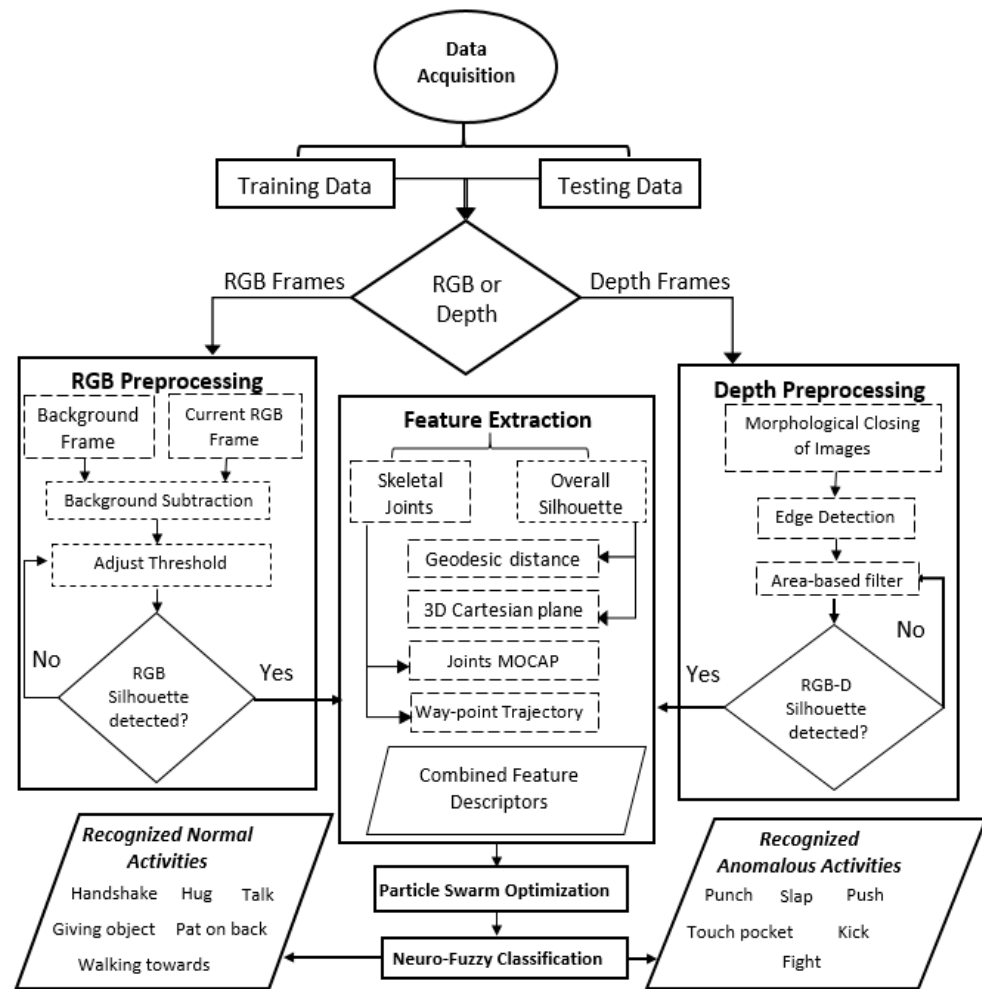 Data
Acquisition
Training Data
Testing Data
RGB Frames
RGB or
Depth
Depth Frames
RGB Preprocessing
Background
Frame
Current RGB
Frame
Background Subtraction
Adjust Threshold
No
RGB
Silhouette
detected?
Yes
Feature Extraction
Skeletal
Joints
Overall
Silhouette
Geodesic distance
3D Cartesian plane
Joints MOCAP
Way-point Trajectory
Combined Feature
Descriptors
Depth Preprocessing
Morphological Closing
of Images
Edge Detection
Area-based filter
No
Yes
RGB-D
Silhouette
detected?
Particle Swarm Optimization
Neuro-Fuzzy Classification
Recognized Normal
Activities
Handshake Hug Talk
Giving object Pat on back
Walking towards
Recognized
Anomalous Activities
Punch Slap Push
Touch pocket Kick
Fight